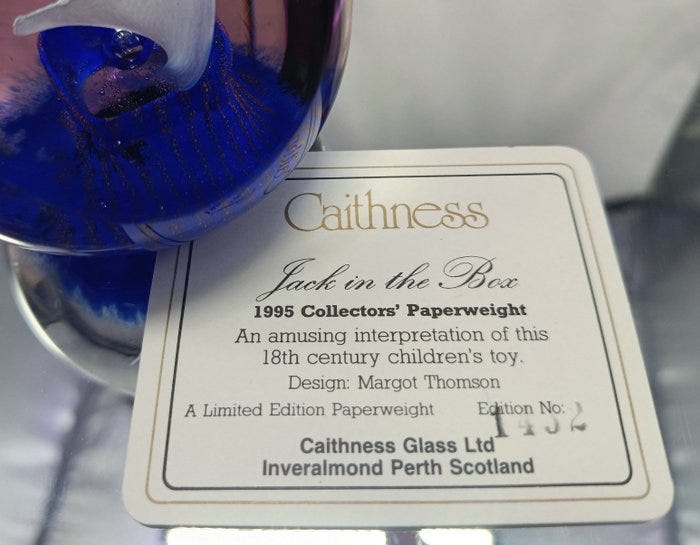 Caithness
Jack in the Box
1995 Collectors' Paperweight
An amusing interpretation of this
18th century children's toy.
Design: Margot Thomson
A Limited Edition Paperweight Edition No:
Caithness Glass Ltd
Inveralmond Perth Scotland